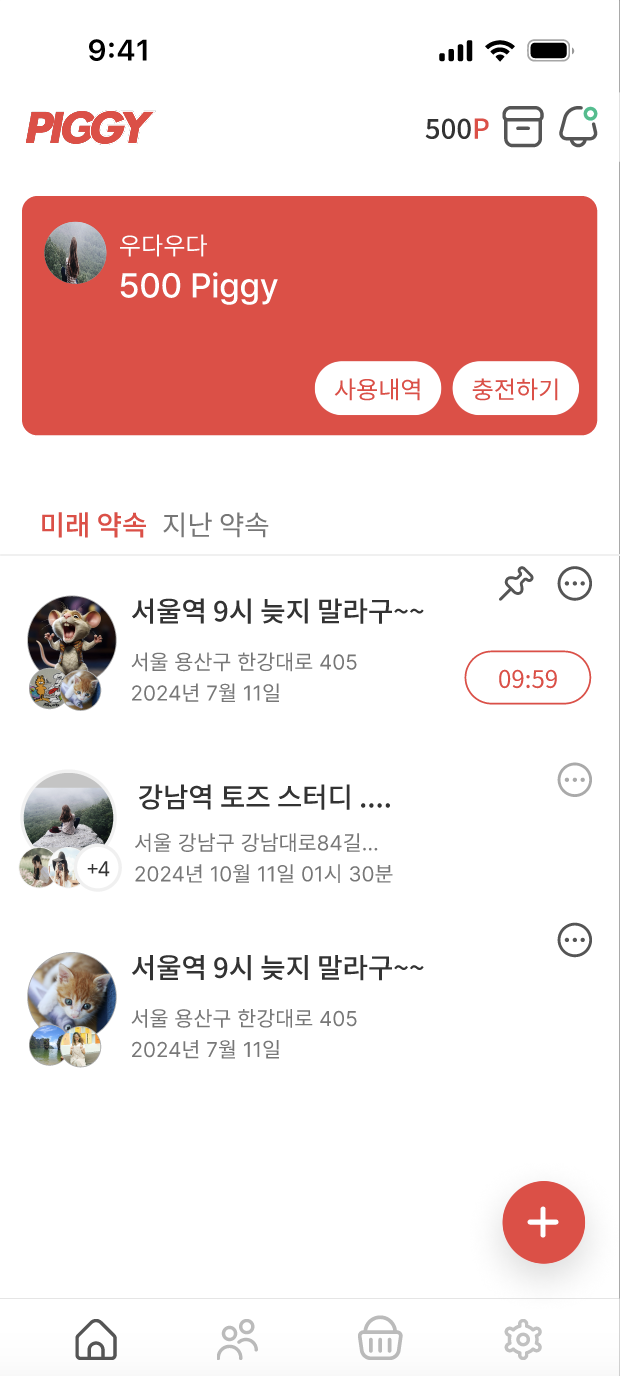 9:41
PIGGY
500P
우다우다
500 Piggy
사용내역 충전하기
미래 약속 지난 약속
서울역 9시 늦지 말라구~~
서울 용산구 한강대로 405
2024년 7월 11일
09:59
강남역 토즈 스터디 ....
서울 강남구 강남대로84길...
2024년 10월 11일 01시 30분
+4
서울역 9시 늦지 말라구~~
서울 용산구 한강대로 405
2024년 7월 11일